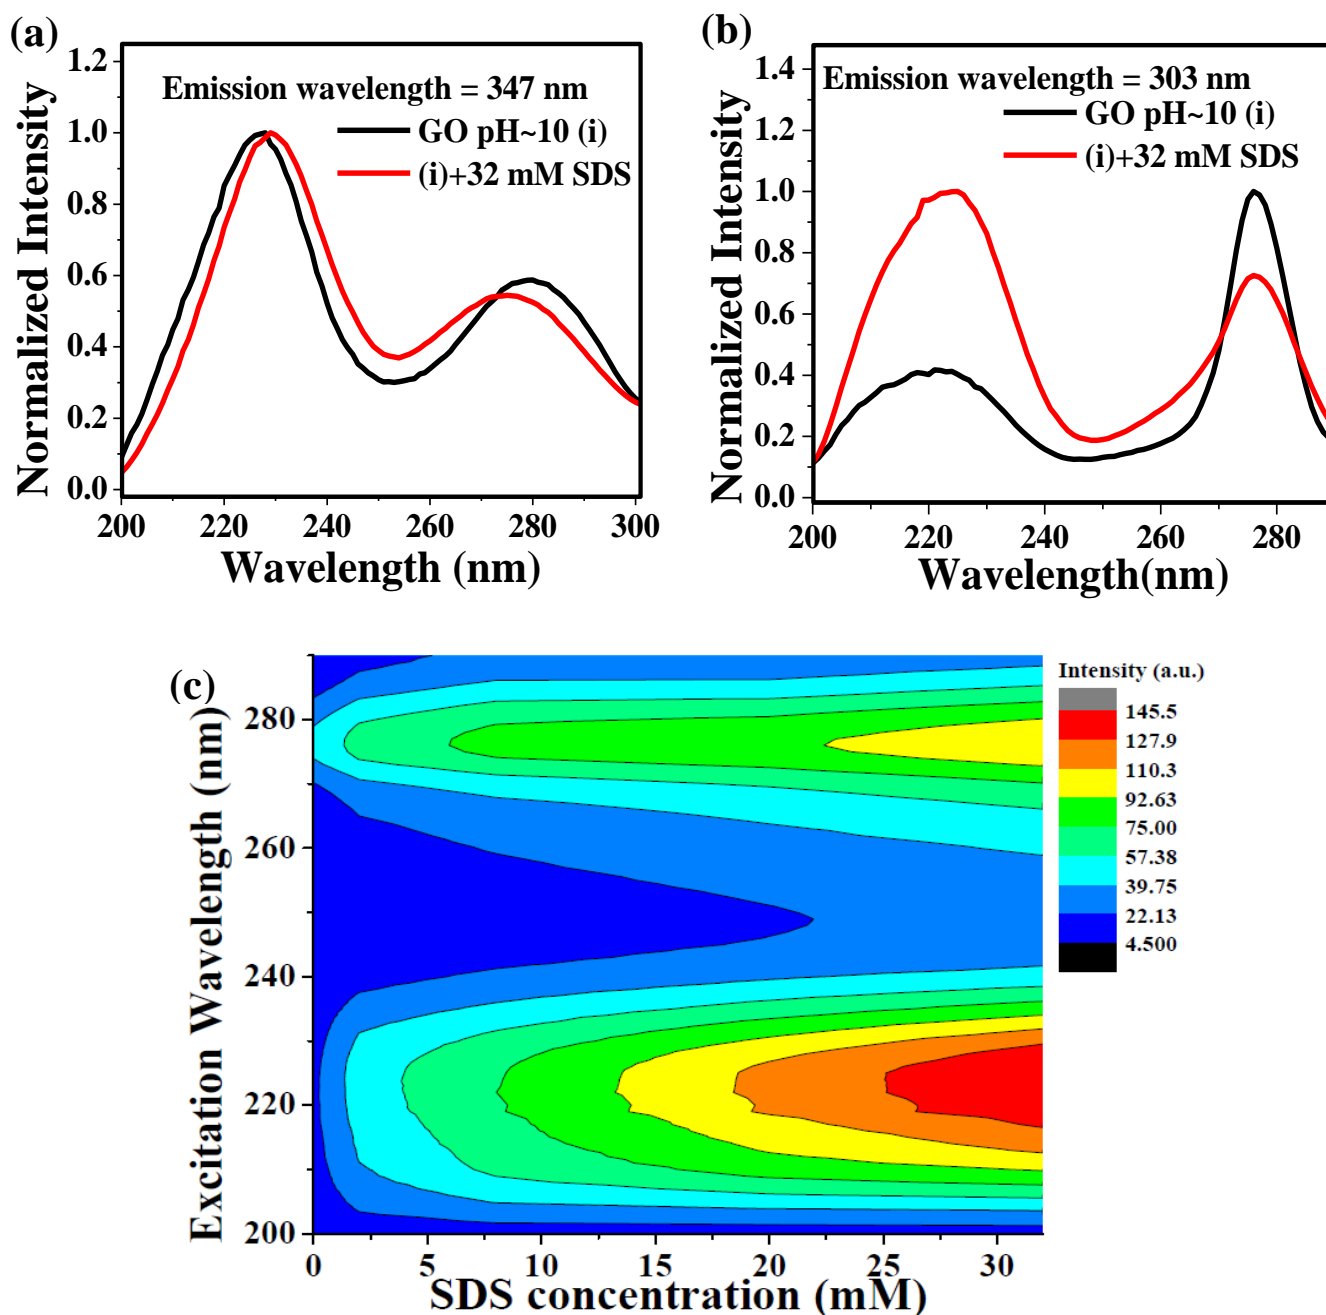 (a)
Emission wavelength = 347 nm
GO pH~10 (i)
(i)+32 mM SDS
Normalized Intensity
1.2
1.0
0.8
0.6
0.4
0.2
0.0
200 220 240 260 280 300
Wavelength (nm)
(b)
Emission wavelength = 303 nm
GO pH~10 (i)
(i)+32 mM SDS
Normalized Intensity
1.4
1.2
1.0
0.8
0.6
0.4
0.2
0.0
200 220 240 260 280
Wavelength(nm)
(c)
Excitation Wavelength (nm)
280
260
240
220
200
0 5 10 15 20 25 30
SDS concentration (mM)
Intensity (a.u.)
145.5
127.9
110.3
92.63
75.00
57.38
39.75
22.13
4.500